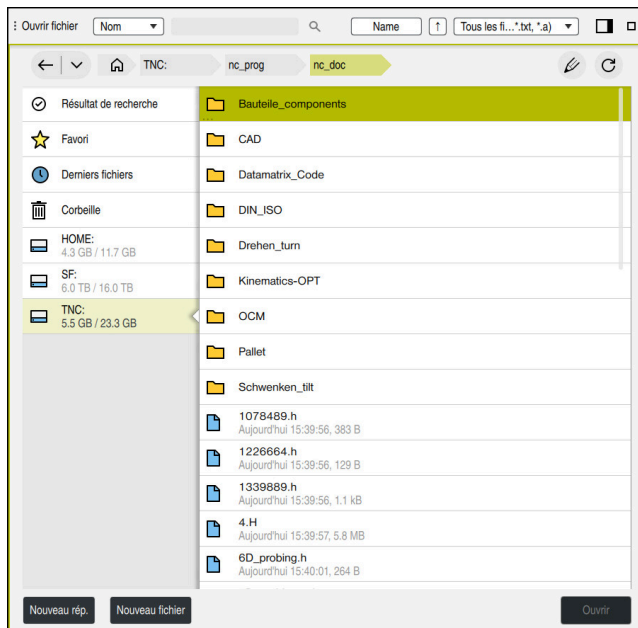 Ouvrir fichier Nom Name ↑ Tous les fi...*.txt, *.a)
TNC: nc_prog nc_doc
Résultat de recherche
Favori
Derniers fichiers
Corbeille
HOME:
4.3 GB / 11.7 GB
SF:
6.0 TB / 16.0 TB
TNC:
5.5 GB / 23.3 GB
Bauteile_components
...
CAD
Datamatrix_Code
DIN_ISO
Drehen_turn
Kinematics-OPT
OCM
Pallet
Schwenken_tilt
1078489.h
Aujourd'hui 15:39:56, 383 B
1226664.h
Aujourd'hui 15:39:56, 129 B
1339889.h
Aujourd'hui 15:39:56, 1.1 kB
4.H
Aujourd'hui 15:39:57, 5.8 MB
6D_probing.h
Aujourd'hui 15:40:01, 264 B
Nouveau rép. Nouveau fichier Ouvrir